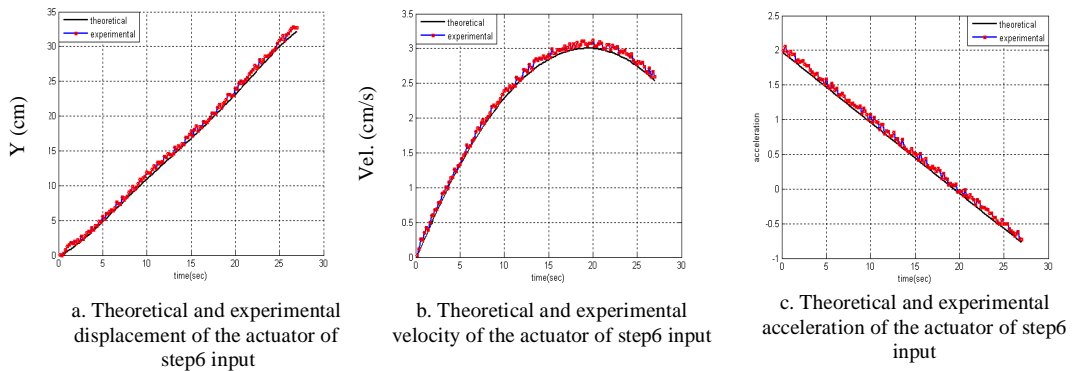 theoretical
experimental
35
30
25
20
15
10
5
0
Y (cm)
0
5
10
15
20
25
30
time(sec)
a. Theoretical and experimental
displacement of the actuator of
step6 input
theoretical
experimental
3.5
3
2.5
2
1.5
1
0.5
0
Vel. (cm/s)
0
5
10
15
20
25
30
time(sec)
b. Theoretical and experimental
velocity of the actuator of step6 input
theoretical
experimental
2.5
2
1.5
1
0.5
0
-0.5
-1
acceleration
0
5
10
15
20
25
30
time(sec)
c. Theoretical and experimental
acceleration of the actuator of step6
input